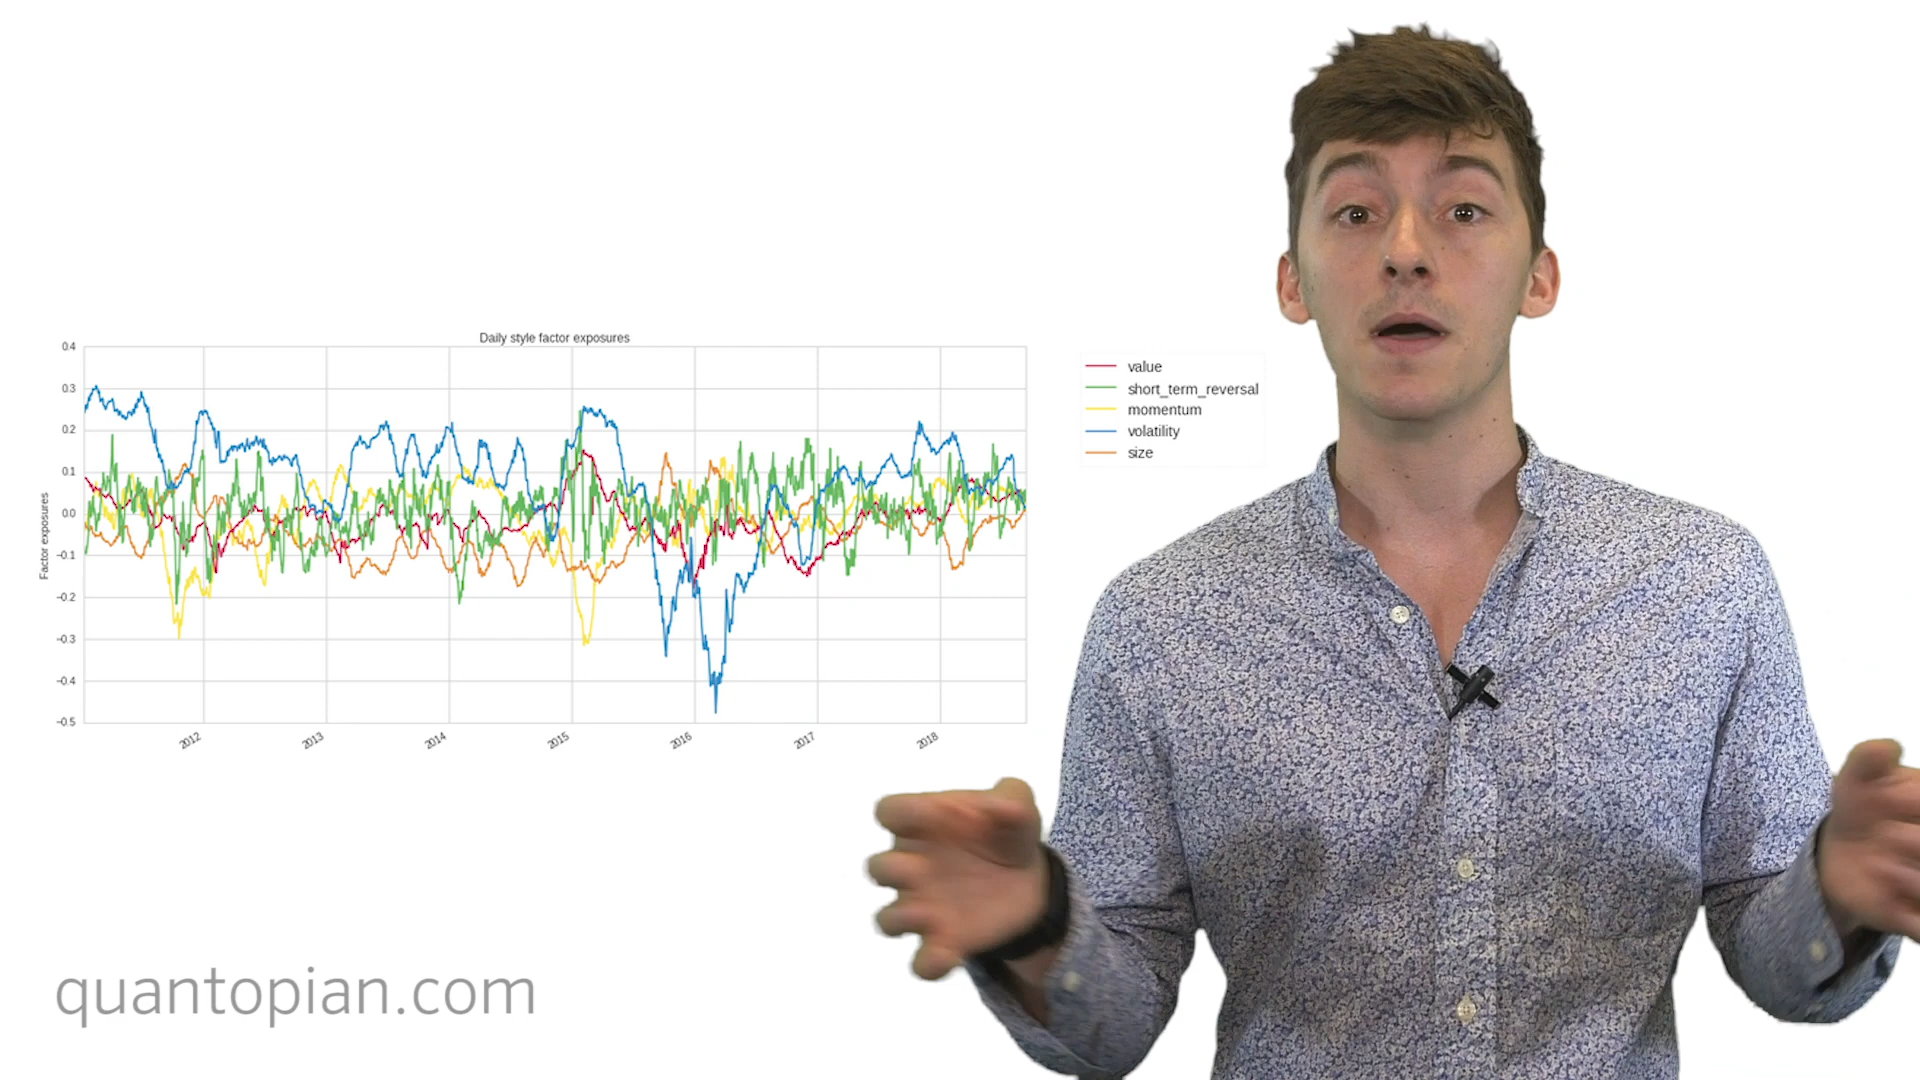 Daily style factor exposures
0.4
0.3
0.2
0.1
0.0
−0.1
−0.2
−0.3
−0.4
−0.5
Factor exposures
2012
2013
2014
2015
2016
2017
2018
value
short_term_reversal
momentum
volatility
size
quantopian.com